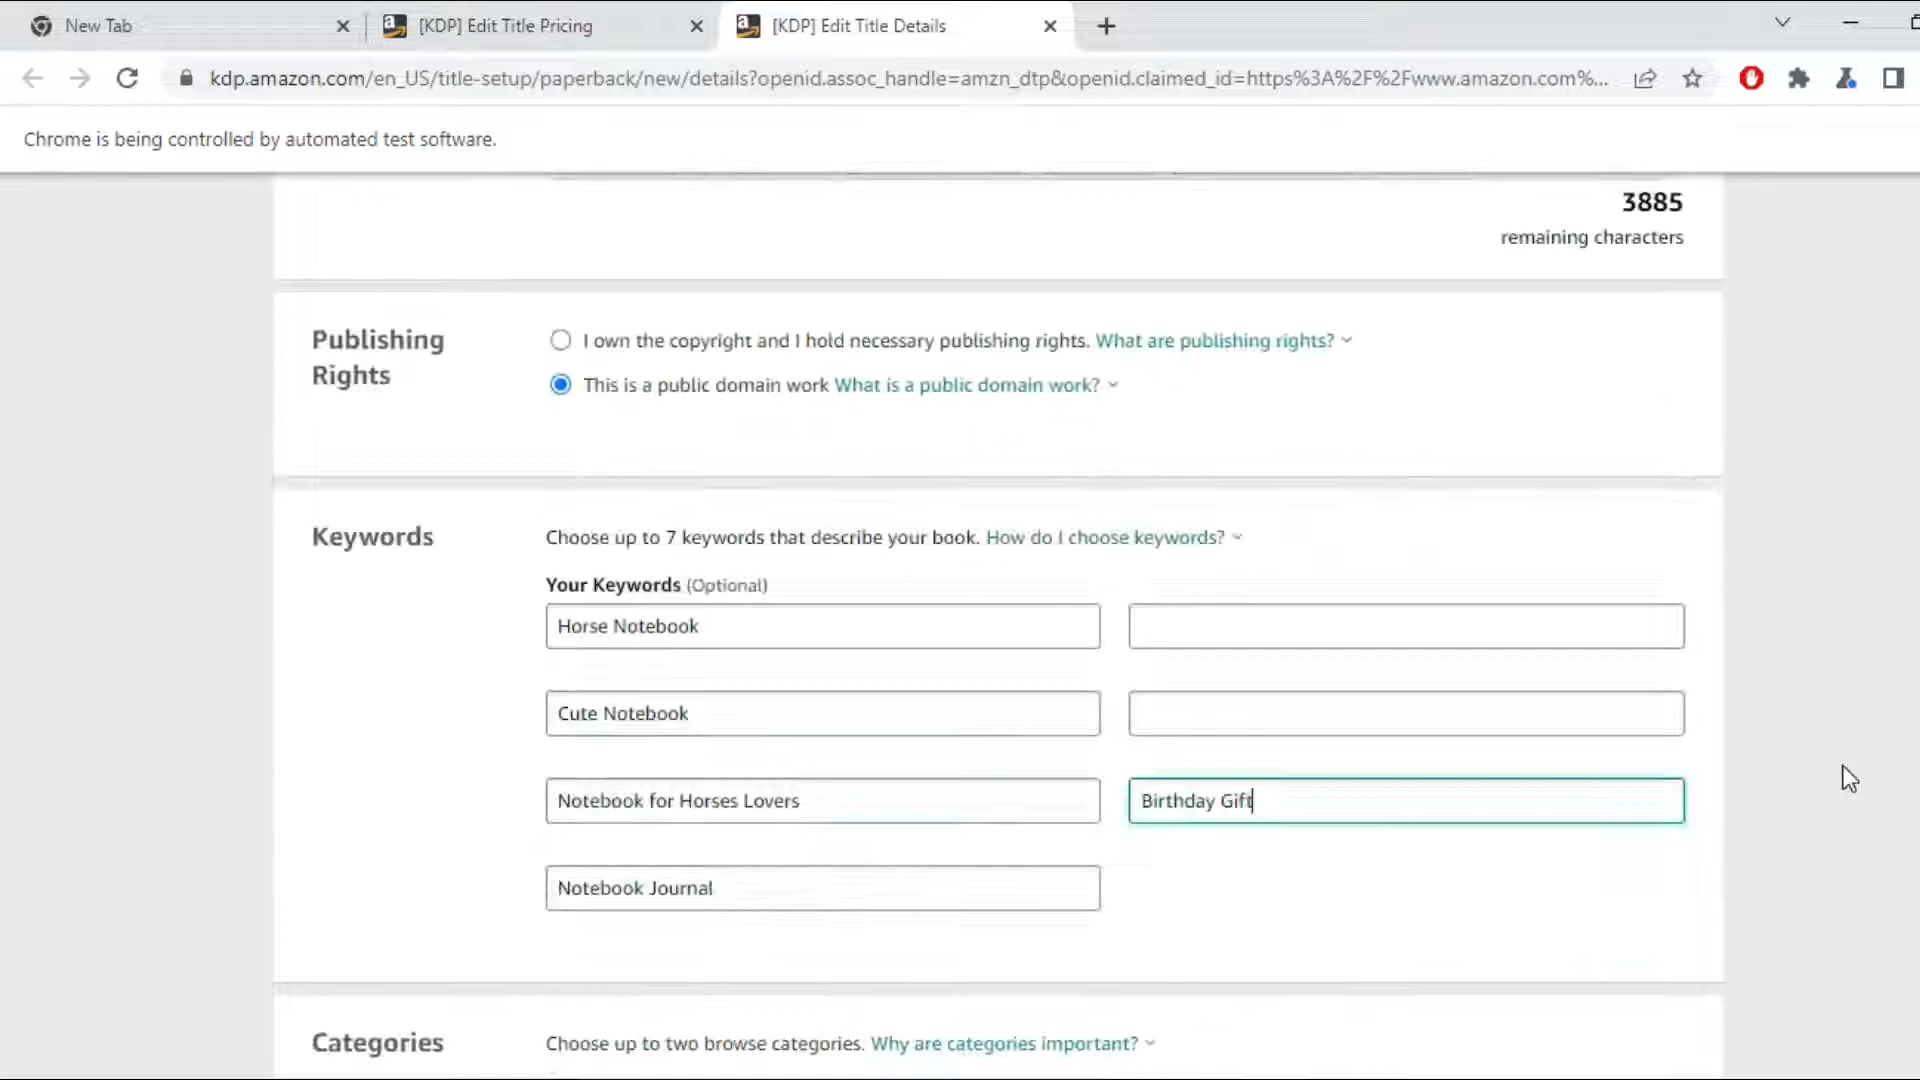 New Tab
[KDP] Edit Title Pricing
[KDP] Edit Title Details
kdp.amazon.com/en_US/title-setup/paperback/new/details?openid.assoc_handle=amzn_dtp&openid.claimed_id=https%3A%2F%2Fwww.amazon.com%...
Chrome is being controlled by automated test software.
3885
remaining characters
Publishing
Rights
I own the copyright and I hold necessary publishing rights. What are publishing rights?
This is a public domain work What is a public domain work?
Keywords
Choose up to 7 keywords that describe your book. How do I choose keywords?
Your Keywords (Optional)
Horse Notebook
Cute Notebook
Notebook for Horses Lovers
Birthday Gift
Notebook Journal
Categories
Choose up to two browse categories. Why are categories important?